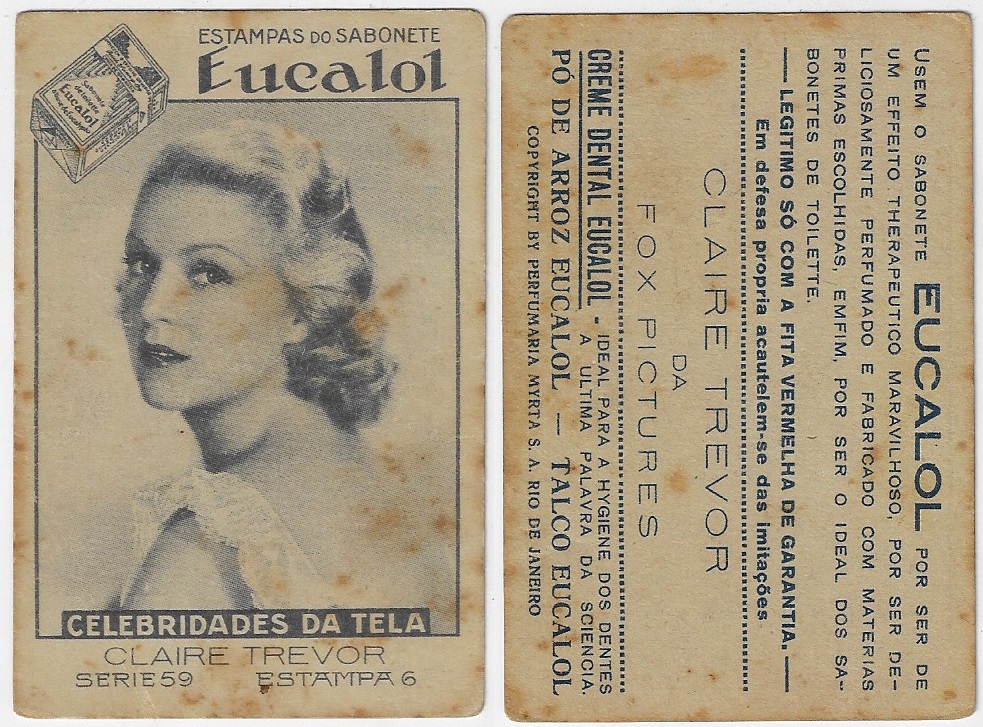 ESTAMPAS DO SABONETE
Eucalol
Sabonete
Eucalol
CELEBRIDADES DA TELA
CLAIRE TREVOR
SERIE 59 ESTAMPA 6
USEM O SABONETE EUCALOL POR SER DE
UM EFFEITO THERAPEUTICO MARAVILHOSO, POR SER DE-
LICIOSAMENTE PERFUMADO E FABRICADO COM MATERIAS
PRIMAS ESCOLHIDAS, EMFIM, POR SER O IDEAL DOS SA-
BONETES DE TOILETTE.
— LEGITIMO SÓ COM A FITA VERMELHA DE GARANTIA. —
Em defesa propria acautelem-se das imitações
CLAIRE TREVOR
DA
FOX PICTURES
CREME DENTAL EUCALOL - IDEAL PARA A HYGIENE DOS DENTES
A ULTIMA PALAVRA DA SCIENCIA.
PÓ DE ARROZ EUCALOL — TALCO EUCALOL
COPYRIGHT BY PERFUMARIA MYRTA S. A. RIO DE JANEIRO